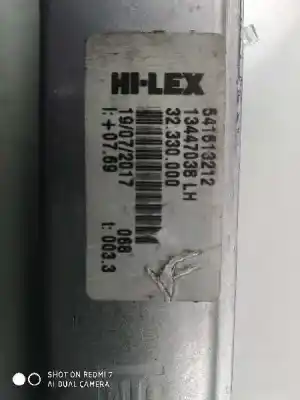 HI-LEX
541613212
13447038 LH
32.330.000
19/07/2017 068
I: +07.69 I: 003.3
SHOT ON REDMI 7
AI DUAL CAMERA